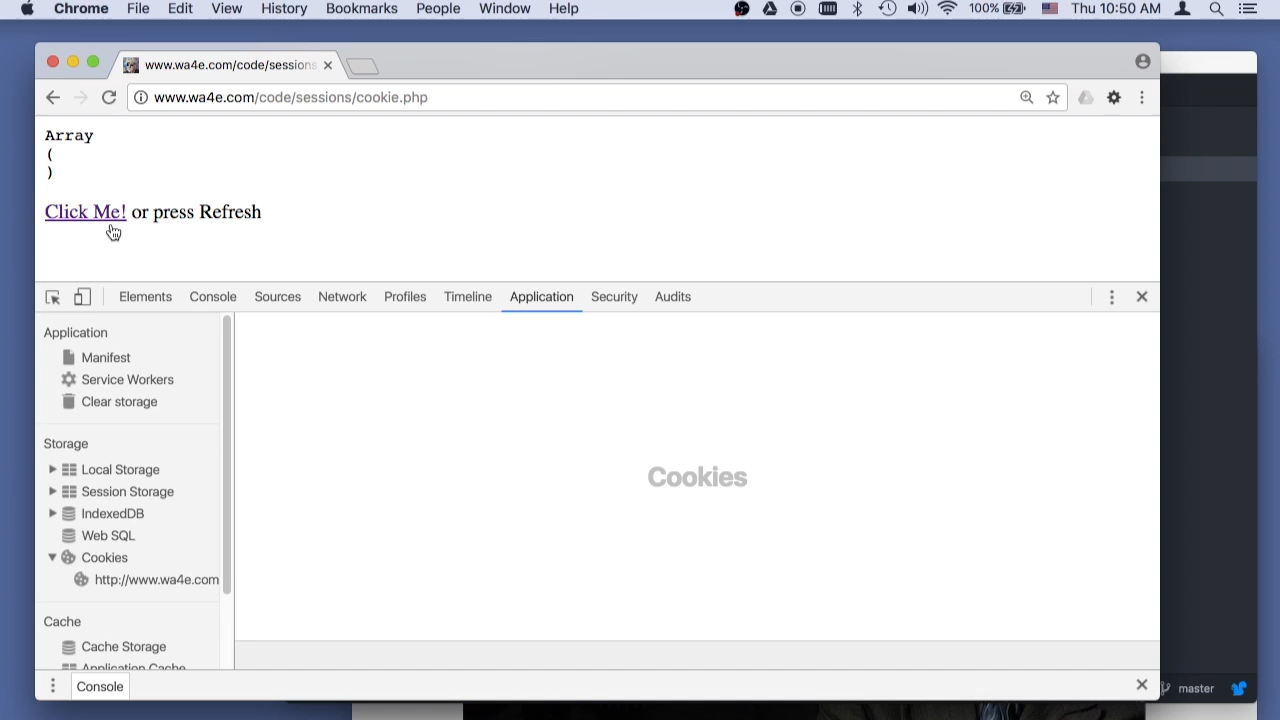 Chrome File Edit View History Bookmarks People Window Help 100% Thu 10:50 AM
www.wa4e.com/code/sessions
www.wa4e.com/code/sessions/cookie.php
Array
(
)
Click Me! or press Refresh
Elements Console Sources Network Profiles Timeline Application Security Audits
Application
Manifest
Service Workers
Clear storage
Storage
Local Storage
Session Storage
IndexedDB
Web SQL
Cookies
http://www.wa4e.com
Cache
Cache Storage
Application Cache
Cookies
Console
master